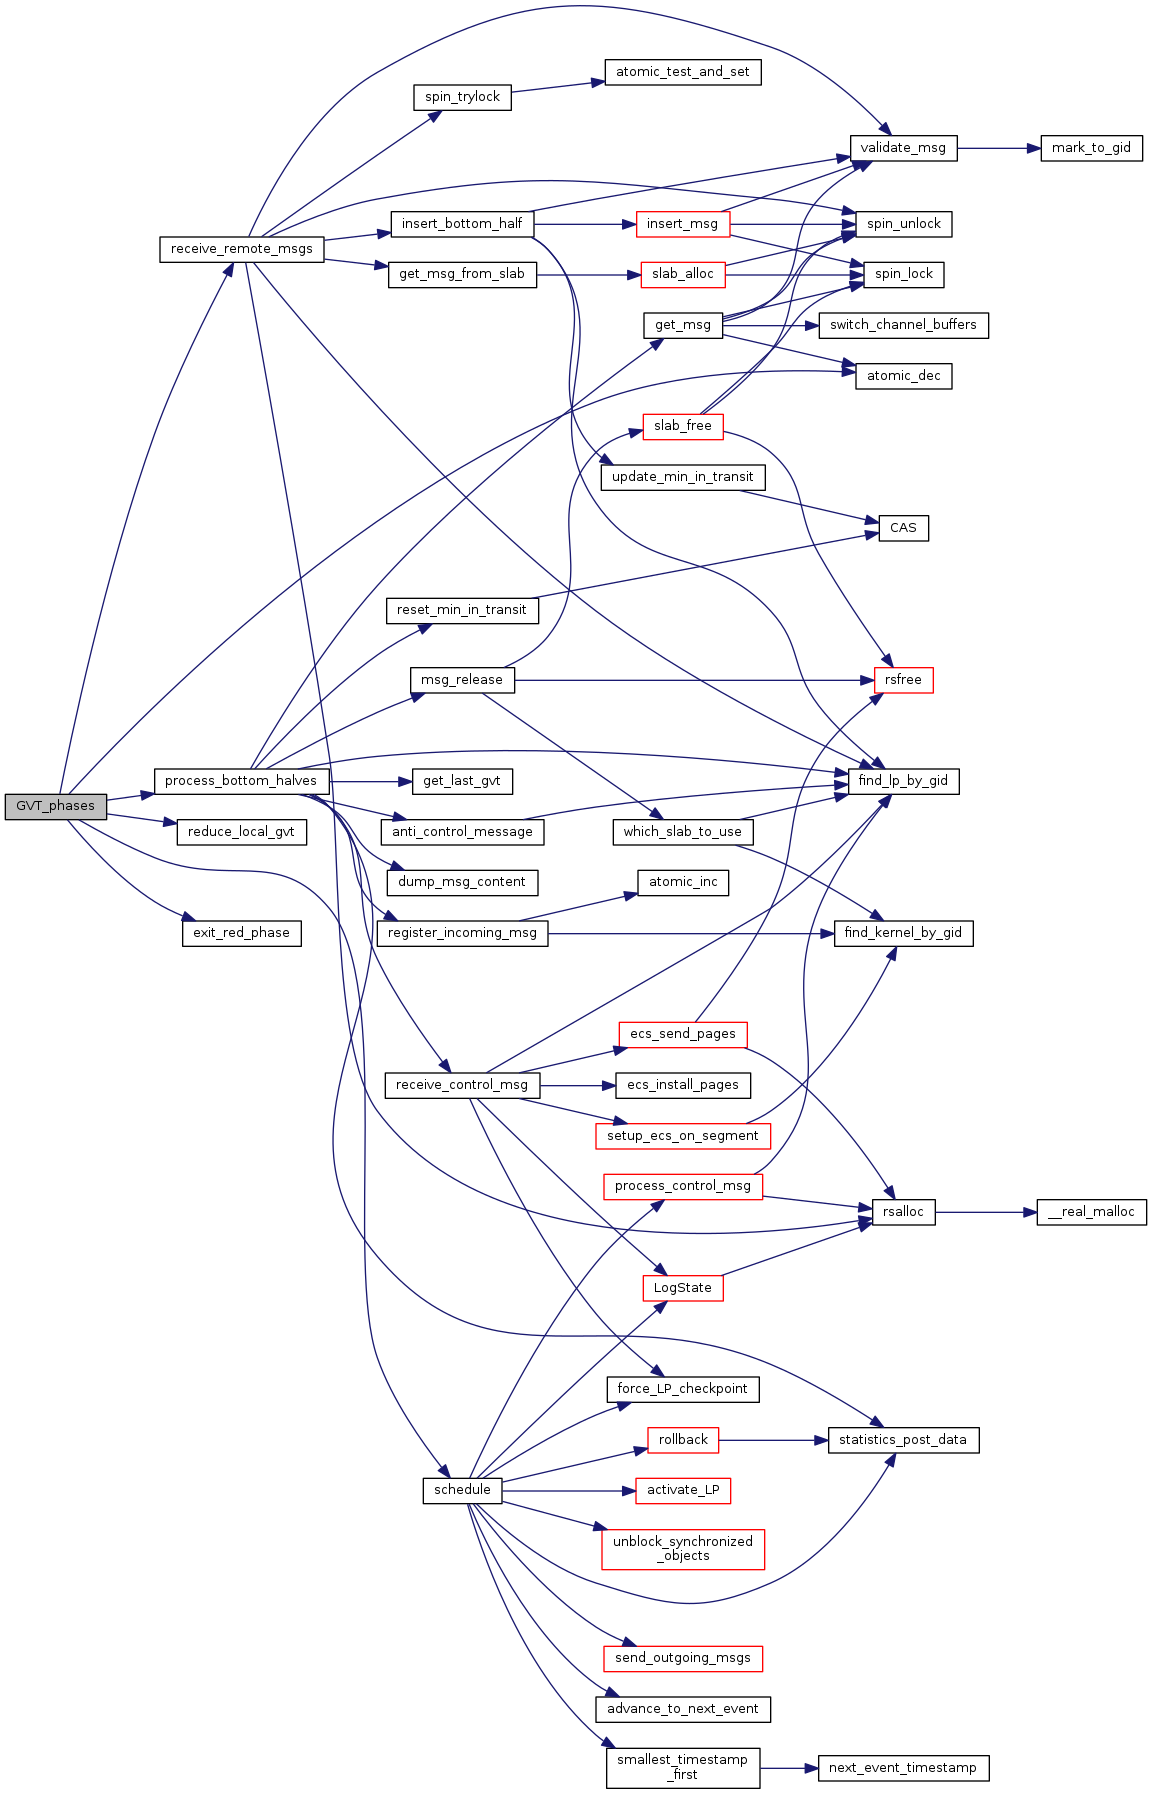 atomic_test_and_set
spin_trylock
validate_msg
mark_to_gid
insert_bottom_half
insert_msg
spin_unlock
receive_remote_msgs
get_msg_from_slab
slab_alloc
spin_lock
get_msg
switch_channel_buffers
atomic_dec
slab_free
update_min_in_transit
CAS
reset_min_in_transit
msg_release
rsfree
process_bottom_halves
get_last_gvt
find_lp_by_gid
GVT_phases
reduce_local_gvt
anti_control_message
which_slab_to_use
dump_msg_content
atomic_inc
exit_red_phase
register_incoming_msg
find_kernel_by_gid
ecs_send_pages
receive_control_msg
ecs_install_pages
setup_ecs_on_segment
process_control_msg
rsalloc
__real_malloc
LogState
force_LP_checkpoint
rollback
statistics_post_data
schedule
activate_LP
unblock_synchronized
_objects
send_outgoing_msgs
advance_to_next_event
smallest_timestamp
_first
next_event_timestamp